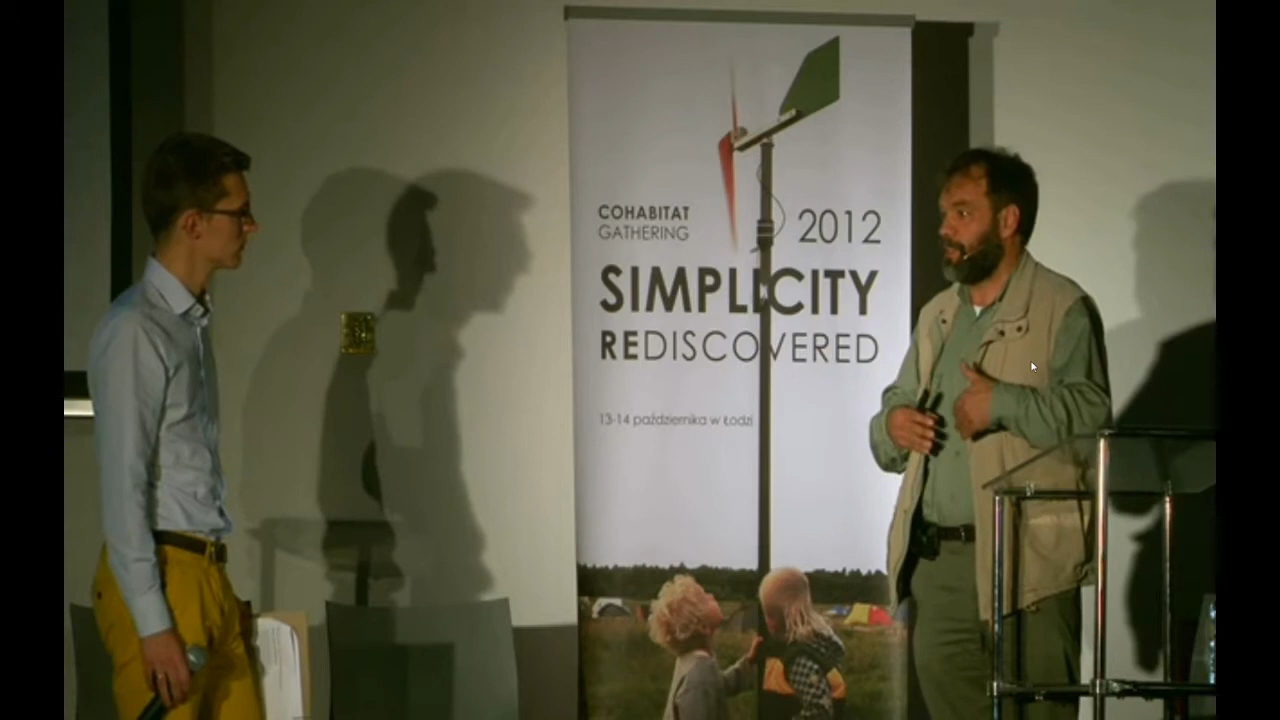 COHABITAT
GATHERING
2012
SIMPLICITY
REDISCOVERED
13-14 października w Łodzi